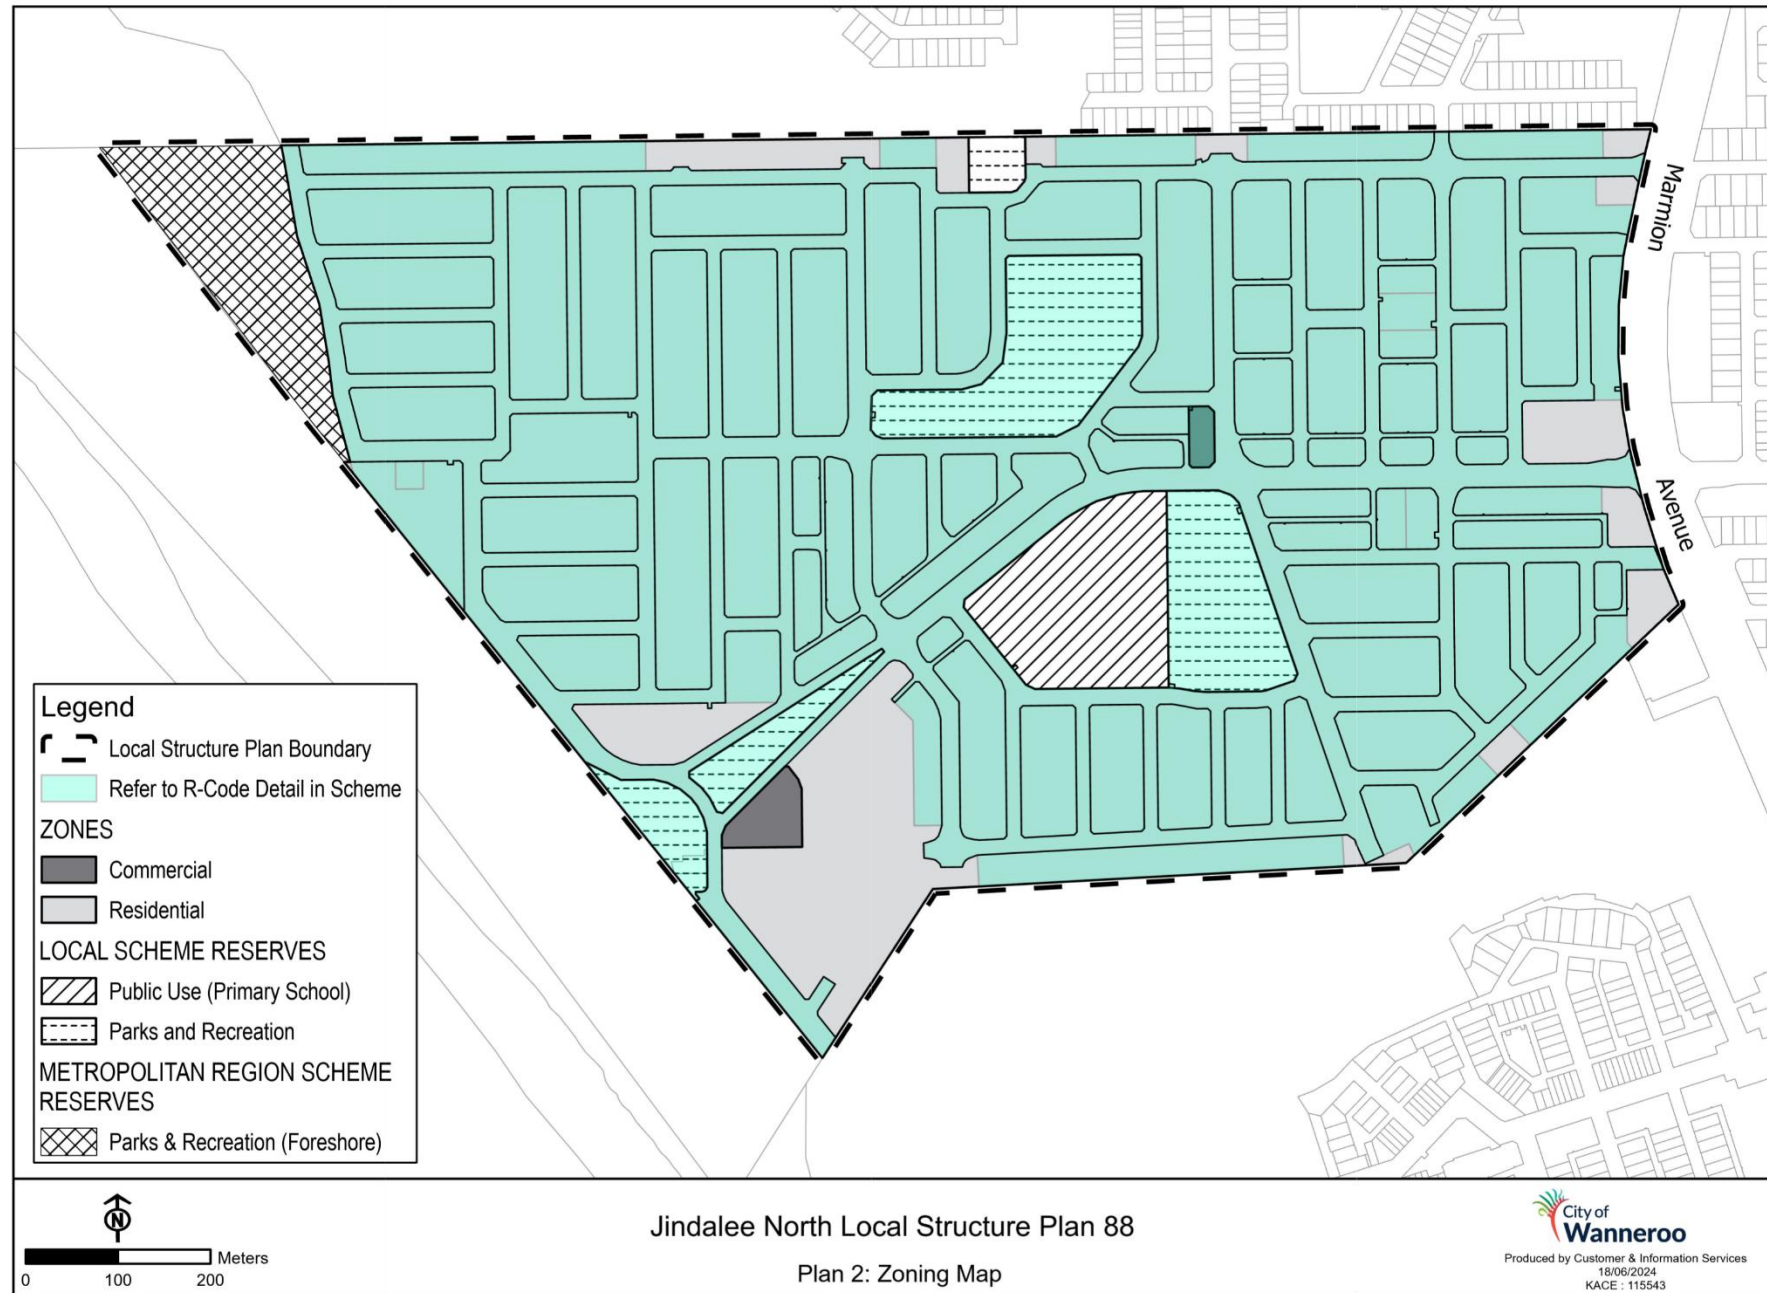 Marmion
Avenue
Legend
Local Structure Plan Boundary
Refer to R-Code Detail in Scheme
ZONES
Commercial
Residential
LOCAL SCHEME RESERVES
Public Use (Primary School)
Parks and Recreation
METROPOLITAN REGION SCHEME
RESERVES
Parks & Recreation (Foreshore)
N
Meters
0 100 200
Jindalee North Local Structure Plan 88
Plan 2: Zoning Map
City of
Wanneroo
Produced by Customer & Information Services
18/06/2024
KACE : 115543